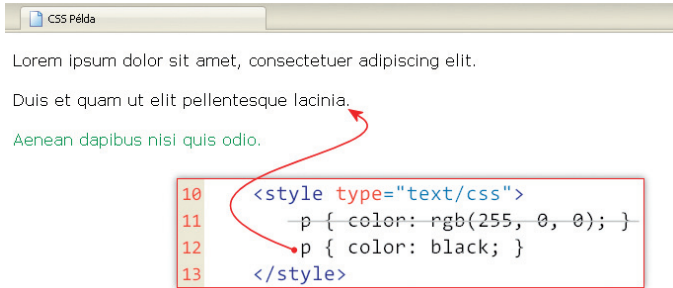 CSS Példa
Lorem ipsum dolor sit amet, consectetuer adipiscing elit.
Duis et quam ut elit pellentesque lacinia.
Aenean dapibus nisi quis odio.
10 <style type="text/css">
11 p { color: rgb(255, 0, 0); }
12 p { color: black; }
13 </style>